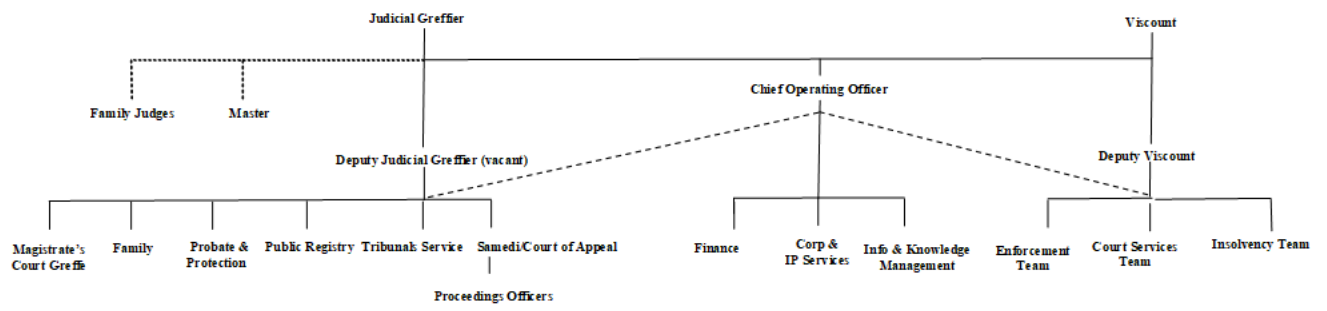 Judicial Greffier
Viscount
Chief Operating Officer
Family Judges
Master
Deputy Judicial Greffier (vacant)
Deputy Viscount
Magistrate's
Court Greffe
Family
Probate &
Protection
Public Registry
Tribunals Service
Samedi/Court of Appeal
Proceedings Officers
Finance
Corp &
IP Services
Info & Knowledge
Management
Enforcement
Team
Court Services
Team
Insolvency Team